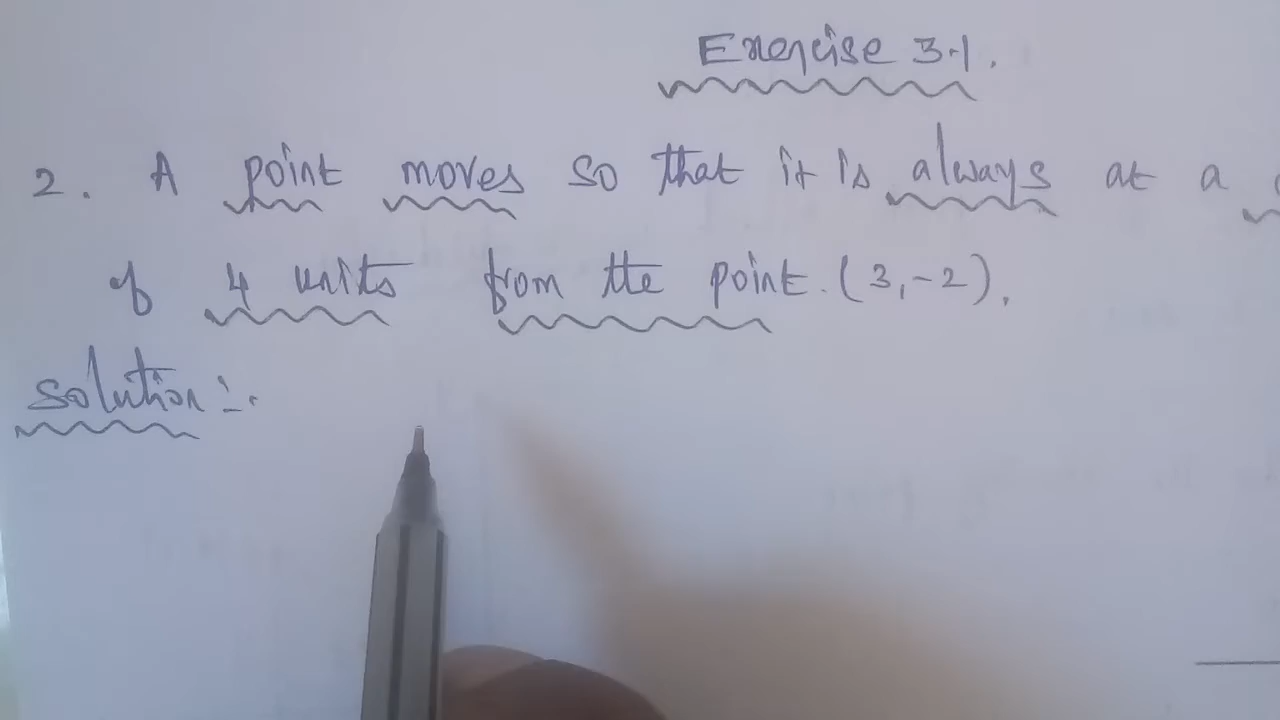 Exercise 3.1.
2. A point moves so that it is always at a
of 4 units from the point. (3,-2).
Solution:-